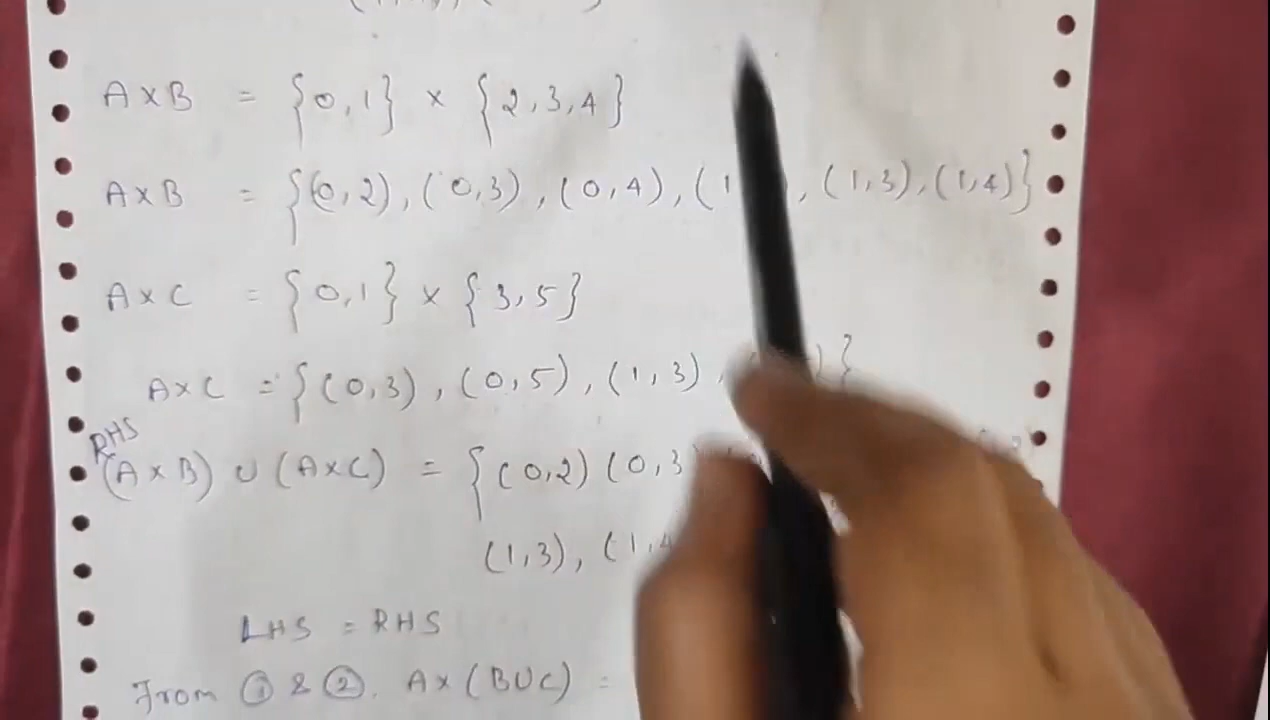 A × B = {0, 1} × {2, 3, 4}
A × B = {(0, 2), (0, 3), (0, 4), (1 , (1, 3), (1, 4)}
A × C = {0, 1} × {3, 5}
A × C = {(0, 3), (0, 5), (1, 3), )}
RHS
(A × B) ∪ (A × C) = {(0, 2) (0, 3
(1, 3), (1, 4
LHS = RHS
From ① & ②. A × (B ∪ C) =